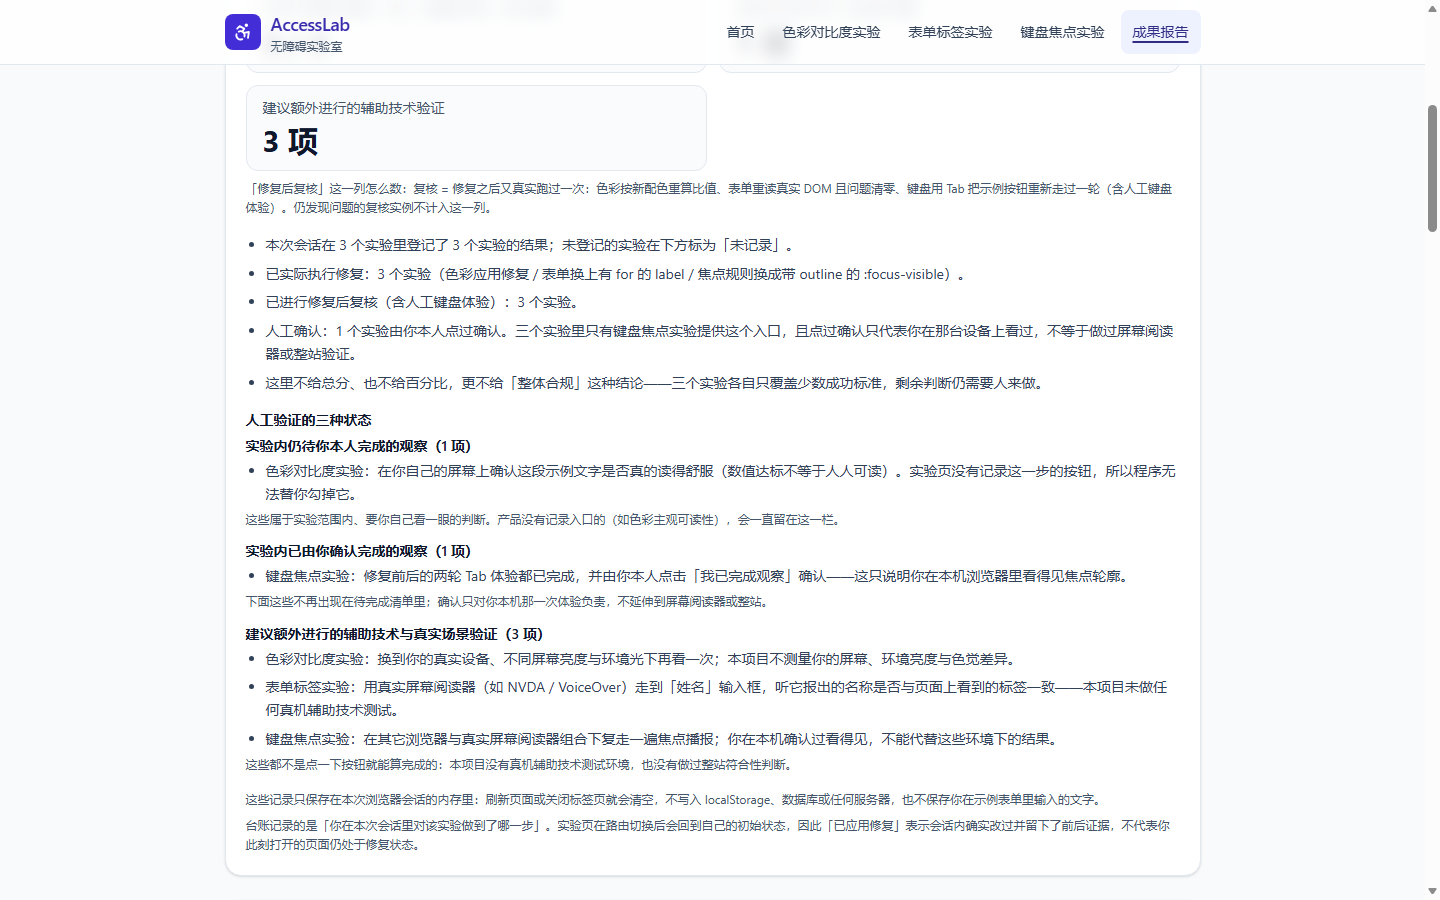 AccessLab
无障碍实验室
首页
色彩对比度实验
表单标签实验
键盘焦点实验
成果报告
建议额外进行的辅助技术验证
3 项
「修复后复核」这一列怎么数：复核 = 修复之后又真实跑过一次：色彩按新配色重算比值、表单重读真实 DOM 且问题清零、键盘用 Tab 把示例按钮重新走过一轮（含人工键盘
体验）。仍发现问题的复核实例不计入这一列。
本次会话在 3 个实验里登记了 3 个实验的结果；未登记的实验在下方标为「未记录」。
已实际执行修复：3 个实验（色彩应用修复 / 表单换上有 for 的 label / 焦点规则换成带 outline 的 :focus-visible）。
已进行修复后复核（含人工键盘体验）：3 个实验。
人工确认：1 个实验由你本人点过确认。三个实验里只有键盘焦点实验提供这个入口，且点过确认只代表你在那台设备上看过，不等于做过屏幕阅读
器或整站验证。
这里不给总分、也不给百分比，更不给「整体合规」这种结论——三个实验各自只覆盖少数成功标准，剩余判断仍需要人来做。
人工验证的三种状态
实验内仍待你本人完成的观察（1 项）
色彩对比度实验：在你自己的屏幕上确认这段示例文字是否真的读得舒服（数值达标不等于人人可读）。实验页没有记录这一步的按钮，所以程序无
法替你勾掉它。
这些属于实验范围内、要你自己看一眼的判断。产品没有记录入口的（如色彩主观可读性），会一直留在这一栏。
实验内已由你确认完成的观察（1 项）
键盘焦点实验：修复前后的两轮 Tab 体验都已完成，并由你本人点击「我已完成观察」确认——这只说明你在本机浏览器里看得见焦点轮廓。
下面这些不再出现在待完成清单里；确认只对你本机那一次体验负责，不延伸到屏幕阅读器或整站。
建议额外进行的辅助技术与真实场景验证（3 项）
色彩对比度实验：换到你的真实设备、不同屏幕亮度与环境光下再看一次；本项目不测量你的屏幕、环境亮度与色觉差异。
表单标签实验：用真实屏幕阅读器（如 NVDA / VoiceOver）走到「姓名」输入框，听它报出的名称是否与页面上看到的标签一致——本项目未做任
何真机辅助技术测试。
键盘焦点实验：在其它浏览器与真实屏幕阅读器组合下复走一遍焦点播报；你在本机确认过看得见，不能代替这些环境下的结果。
这些都不是点一下按钮就能算完成的：本项目没有真机辅助技术测试环境，也没有做过整站符合性判断。
这些记录只保存在本次浏览器会话的内存里：刷新页面或关闭标签页就会清空，不写入 localStorage、数据库或任何服务器，也不保存你在示例表单里输入的文字。
台账记录的是「你在本次会话里对该实验做到了哪一步」。实验页在路由切换后会回到自己的初始状态，因此「已应用修复」表示会话内确实改过并留下了前后证据，不代表你
此刻打开的页面仍处于修复状态。